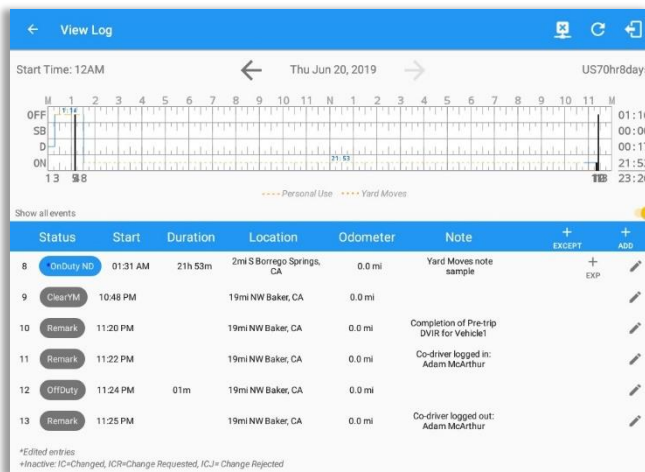 View Log
Start Time: 12AM Thu Jun 20, 2019 US70hr8days
M 1 2 3 4 5 6 7 8 9 10 11 N 1 2 3 4 5 6 7 8 9 10 11 M
OFF 1:14 01:16
SB 00:00
D 00:17
ON 21:53 21:53
1 3 8 23:26
Personal Use Yard Moves
Show all events
Status Start Duration Location Odometer Note + EXCEPT + ADD
8 *OnDuty ND 01:31 AM 21h 53m 2mi S Borrego Springs, CA 0.0 mi Yard Moves note sample + EXP
9 ClearYM 10:48 PM 19mi NW Baker, CA 0.0 mi
10 Remark 11:20 PM 19mi NW Baker, CA 0.0 mi Completion of Pre-trip DVIR for Vehicle1
11 Remark 11:22 PM 19mi NW Baker, CA 0.0 mi Co-driver logged in: Adam McArthur
12 OffDuty 11:24 PM 01m 19mi NW Baker, CA 0.0 mi
13 Remark 11:25 PM 19mi NW Baker, CA 0.0 mi Co-driver logged out: Adam McArthur
*Edited entries
+Inactive: IC=Changed, ICR=Change Requested, ICJ= Change Rejected